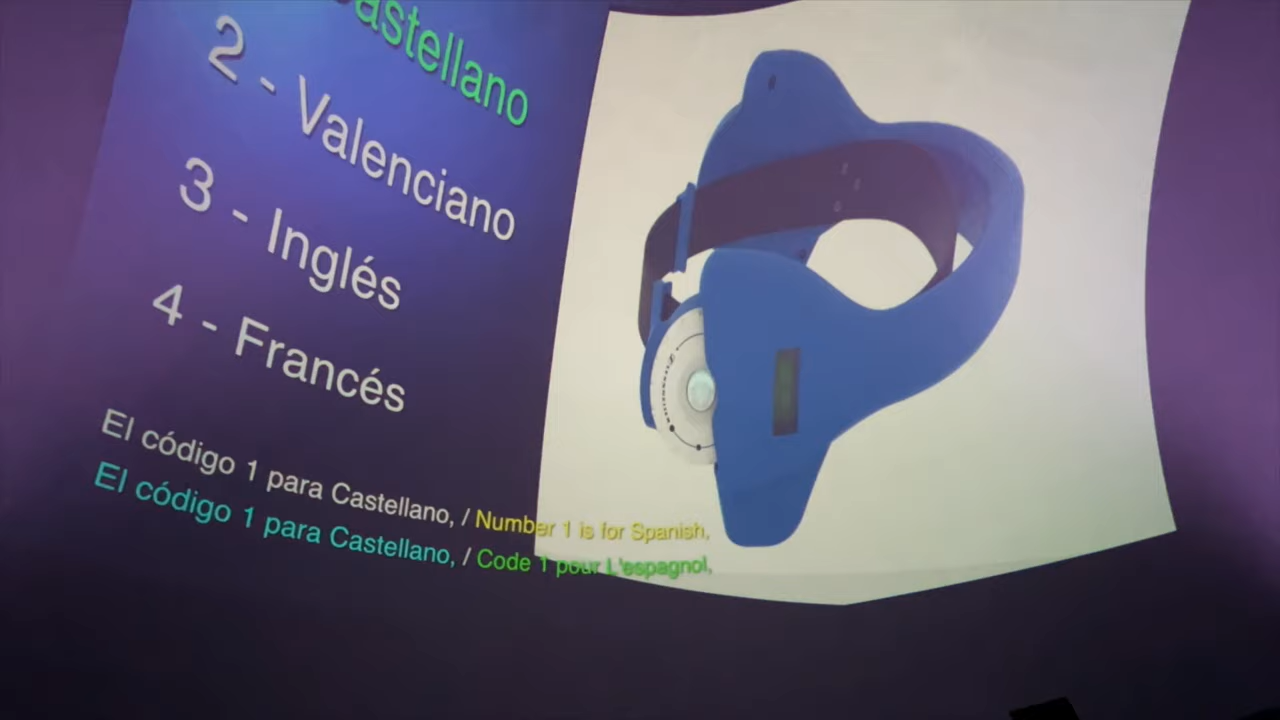 astellano
2 - Valenciano
3 - Inglés
4 - Francés
El código 1 para Castellano, / Number 1 is for Spanish,
El código 1 para Castellano, / Code 1 pour L'espagnol,